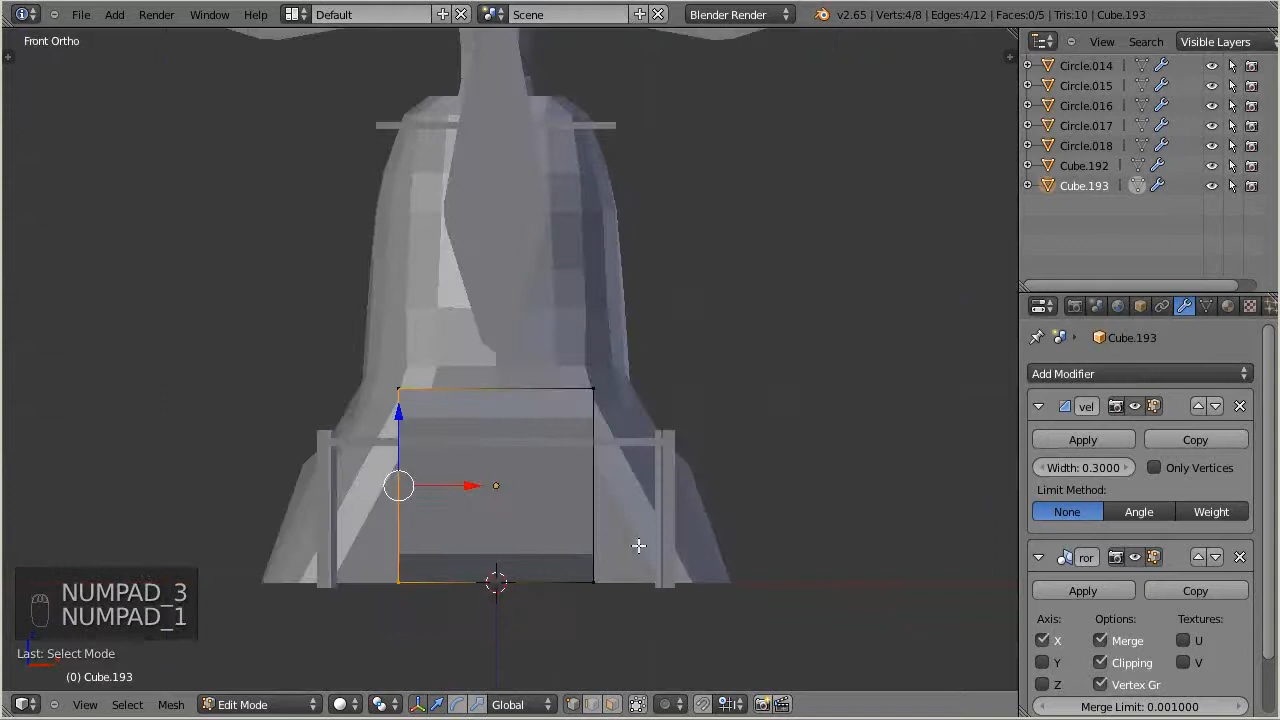 File Add Render Window Help Default Scene Blender Render v2.65 | Verts:4/8 | Edges:4/12 | Faces:0/5 | Tris:10 | Cube.193
Front Ortho
View Search Visible Layers
Circle.014
Circle.015
Circle.016
Circle.017
Circle.018
Cube.192
Cube.193
Cube.193
Add Modifier
vel
Apply Copy
Width: 0.3000 Only Vertices
Limit Method:
None Angle Weight
ror
Apply Copy
Axis: Options: Textures:
X Merge U
Y Clipping V
Z Vertex Gr
Merge Limit: 0.001000
NUMPAD_3
NUMPAD_1
Last: Select Mode
(0) Cube.193
View Select Mesh Edit Mode Global